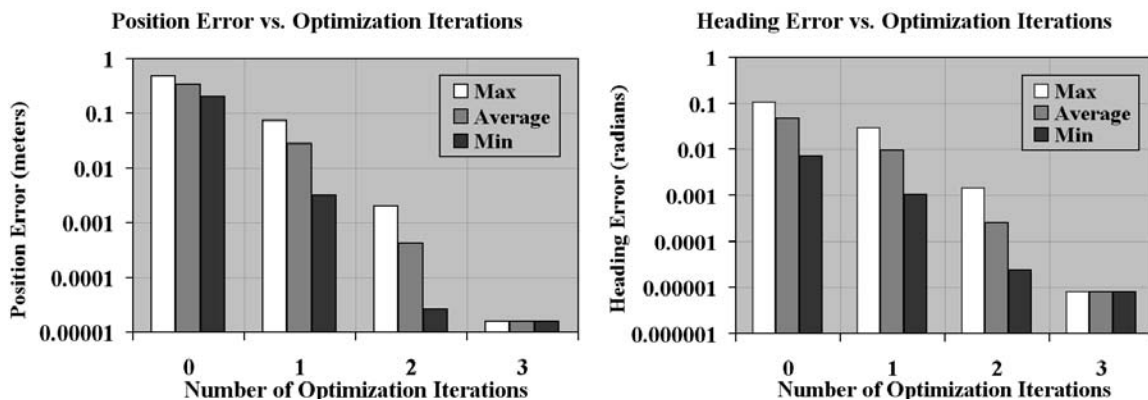 Position Error vs. Optimization Iterations
Position Error (meters)
1
0.1
0.01
0.001
0.0001
0.00001
Max
Average
Min
0 1 2 3
Number of Optimization Iterations
Heading Error vs. Optimization Iterations
Heading Error (radians)
1
0.1
0.01
0.001
0.0001
0.00001
0.000001
Max
Average
Min
0 1 2 3
Number of Optimization Iterations